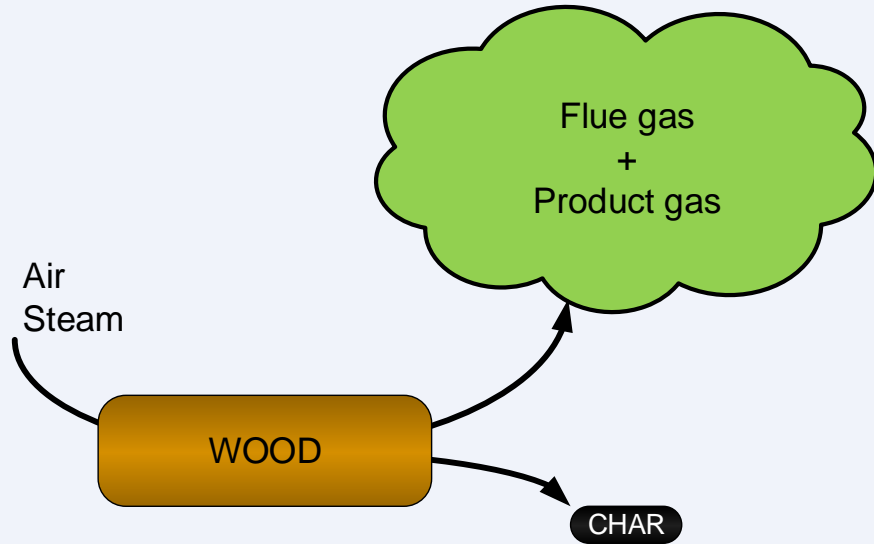 Flue gas
+
Product gas
Air
Steam
WOOD
CHAR